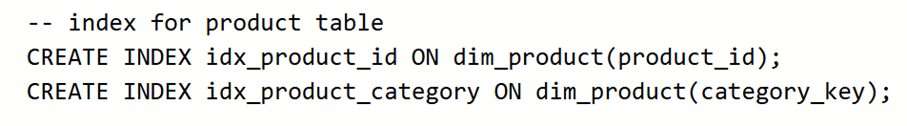 -- index for product table
CREATE INDEX idx_product_id ON dim_product(product_id);
CREATE INDEX idx_product_category ON dim_product(category_key);